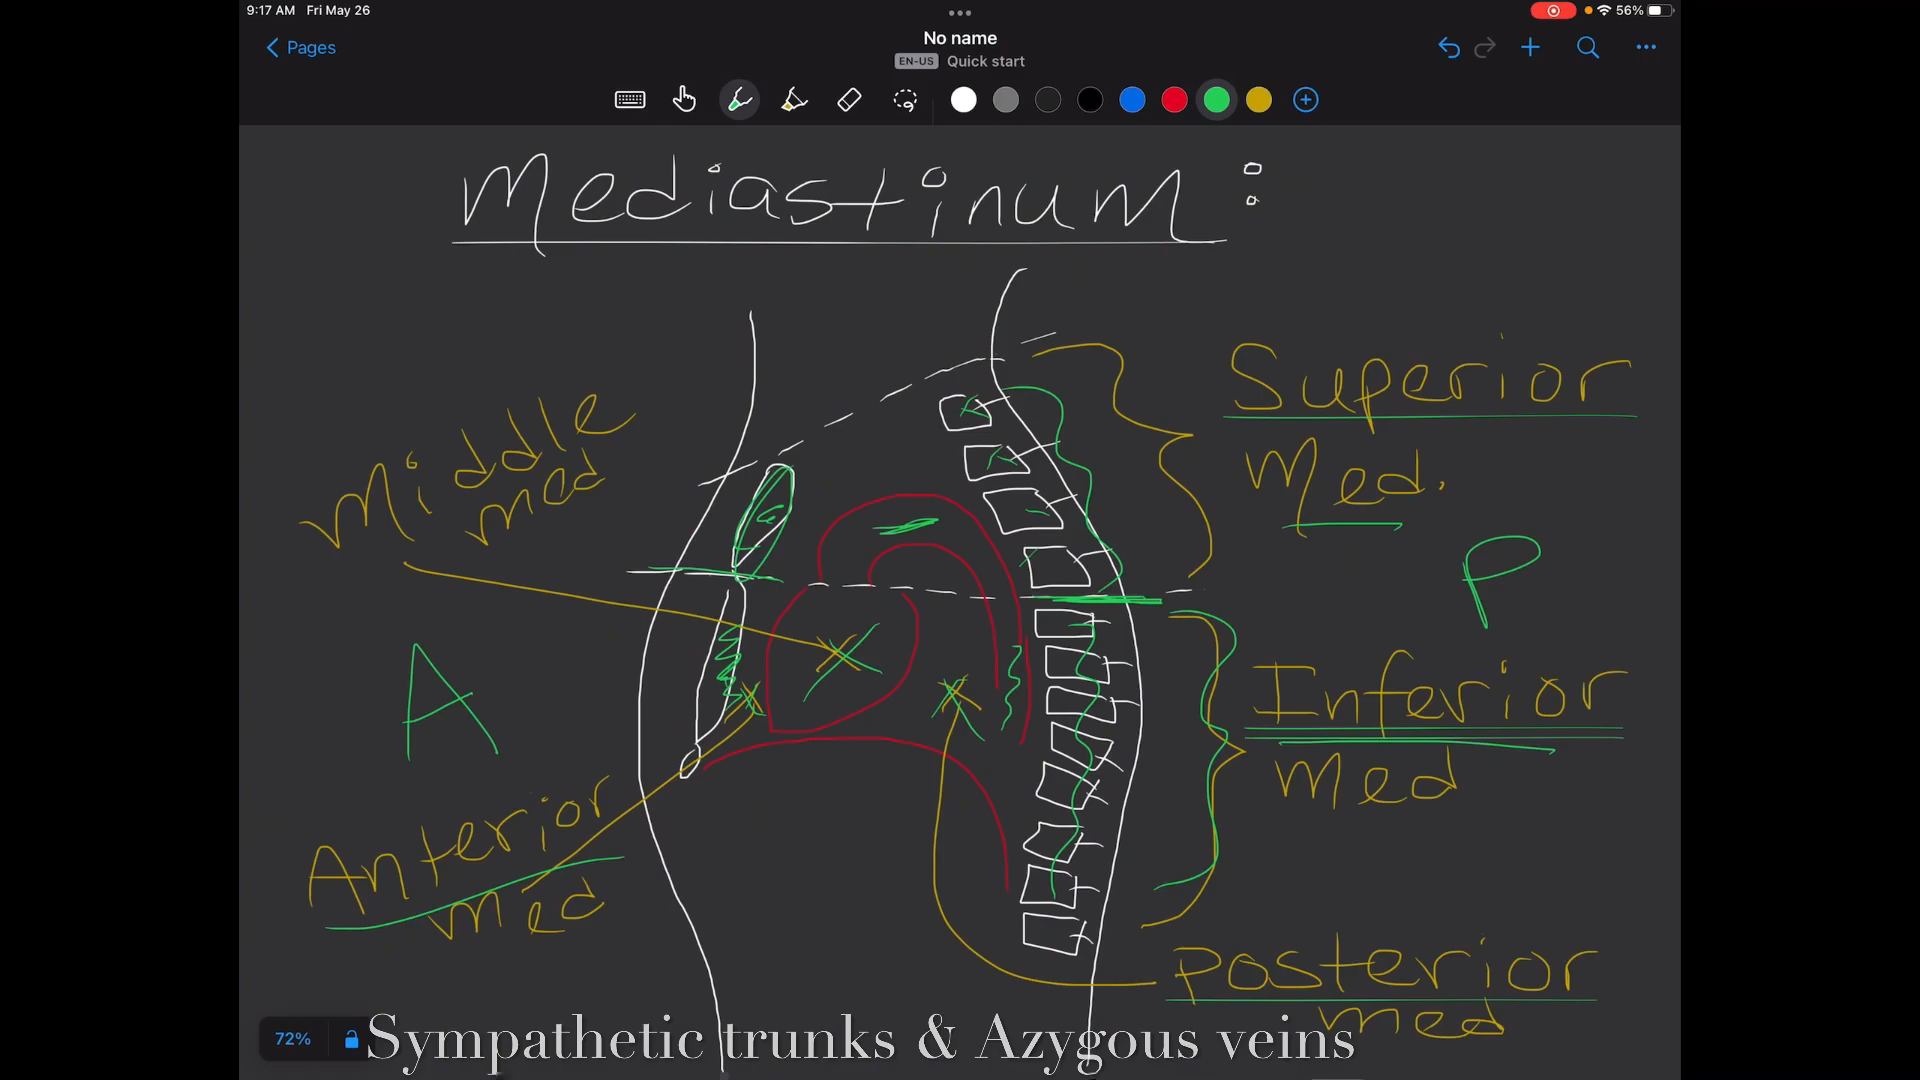 9:17 AM Fri May 26
56%
Pages
No name
EN-US Quick start
Mediastinum:
Superior
Med.
Middle
med
P
A
Inferior
Med
Anterior
med
posterior
med
72%
Sympathetic trunks & Azygous veins